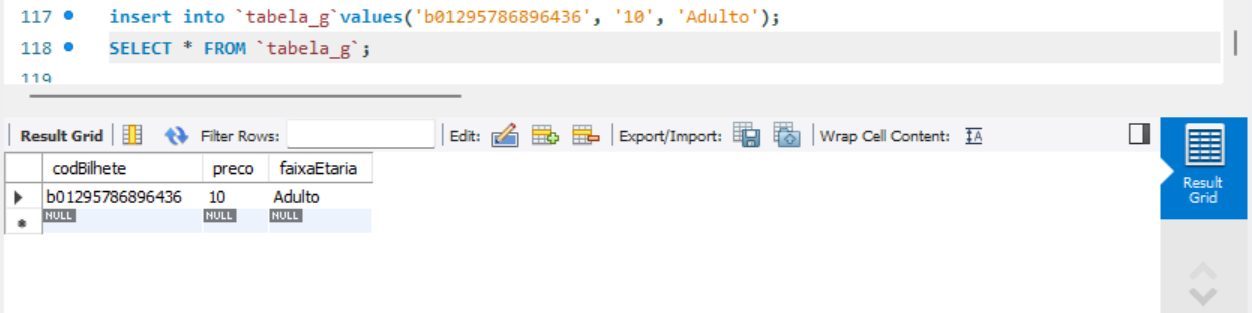 117 insert into `tabela_g`values('b01295786896436', '10', 'Adulto');
118 SELECT * FROM `tabela_g`;
119
Result Grid Filter Rows: Edit: Export/Import: Wrap Cell Content: IA
codBilhete preco faixaEtaria
b01295786896436 10 Adulto
NULL NULL NULL
Result
Grid